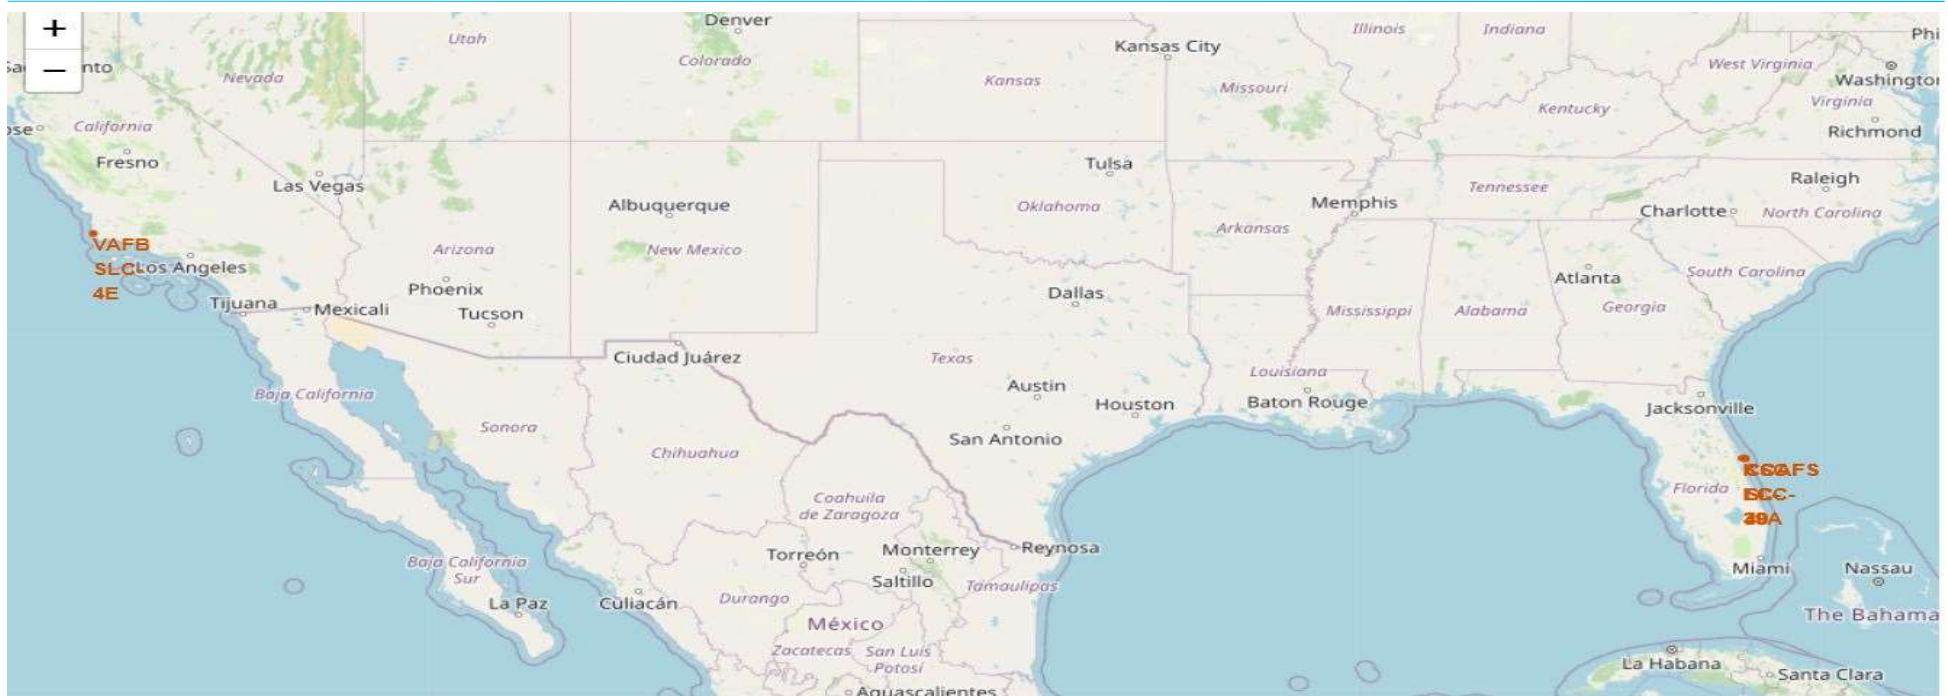 +
−
Denver
Utah
Colorado
Nevada
Kansas City
Kansas
Missouri
Illinois
Indiana
West Virginia
Kentucky
Virginia
Richmond
California
Fresno
Las Vegas
Tulsa
Albuquerque
Oklahoma
Memphis
Tennessee
Raleigh
Charlotte
North Carolina
Arkansas
VAFB
SLC-
4E
Los Angeles
Arizona
New Mexico
Atlanta
South Carolina
Phoenix
Dallas
Tijuana
Mexicali
Tucson
Mississippi
Alabama
Georgia
Ciudad Juárez
Texas
Louisiana
Austin
Houston
Baton Rouge
Jacksonville
Baja California
Sonora
San Antonio
Chihuahua
Florida
Coahuila
de Zaragoza
Torreón
Monterrey
Reynosa
Saltillo
Tamaulipas
Baja California
Sur
Miami
Nassau
La Paz
Culiacán
Durango
México
The Bahama
Zacatecas
San Luis
Potosí
La Habana
Santa Clara
Aguascalientes